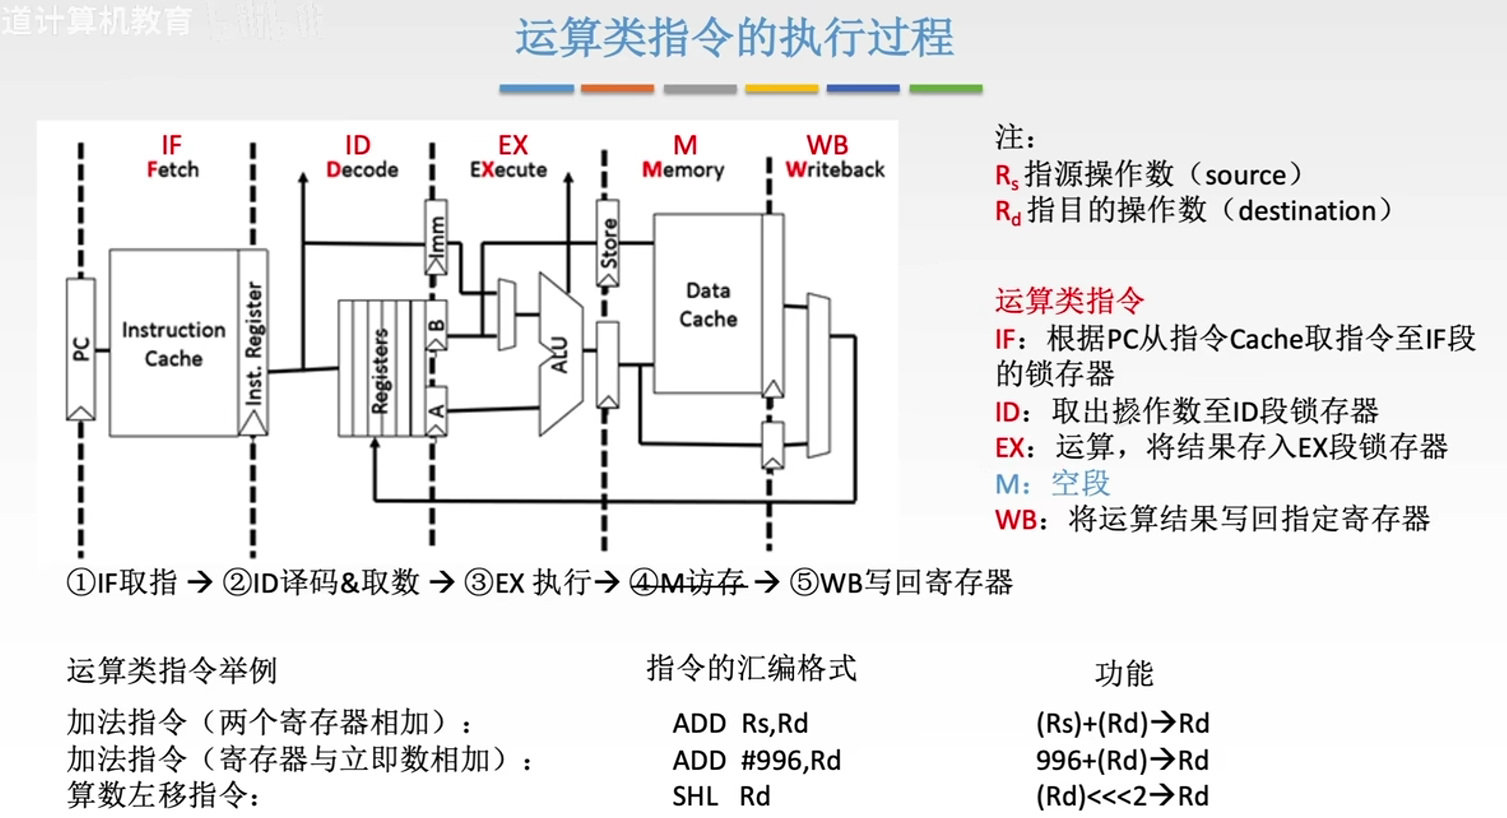 道计算机教育
运算类指令的执行过程
IF
Fetch
ID
Decode
EX
EXecute
M
Memory
WB
Writeback
PC
Instruction
Cache
Inst. Register
Registers
Imm
B
A
ALU
Store
Data
Cache
注：
Rs 指源操作数（source）
Rd 指目的操作数（destination）
运算类指令
IF：根据PC从指令Cache取指令至IF段
的锁存器
ID：取出操作数至ID段锁存器
EX：运算，将结果存入EX段锁存器
M：空段
WB：将运算结果写回指定寄存器
①IF取指 → ②ID译码&取数 → ③EX 执行→ ④M访存 → ⑤WB写回寄存器
运算类指令举例 指令的汇编格式 功能
加法指令（两个寄存器相加）： ADD Rs,Rd (Rs)+(Rd)→Rd
加法指令（寄存器与立即数相加）： ADD #996,Rd 996+(Rd)→Rd
算数左移指令： SHL Rd (Rd)<<<2→Rd